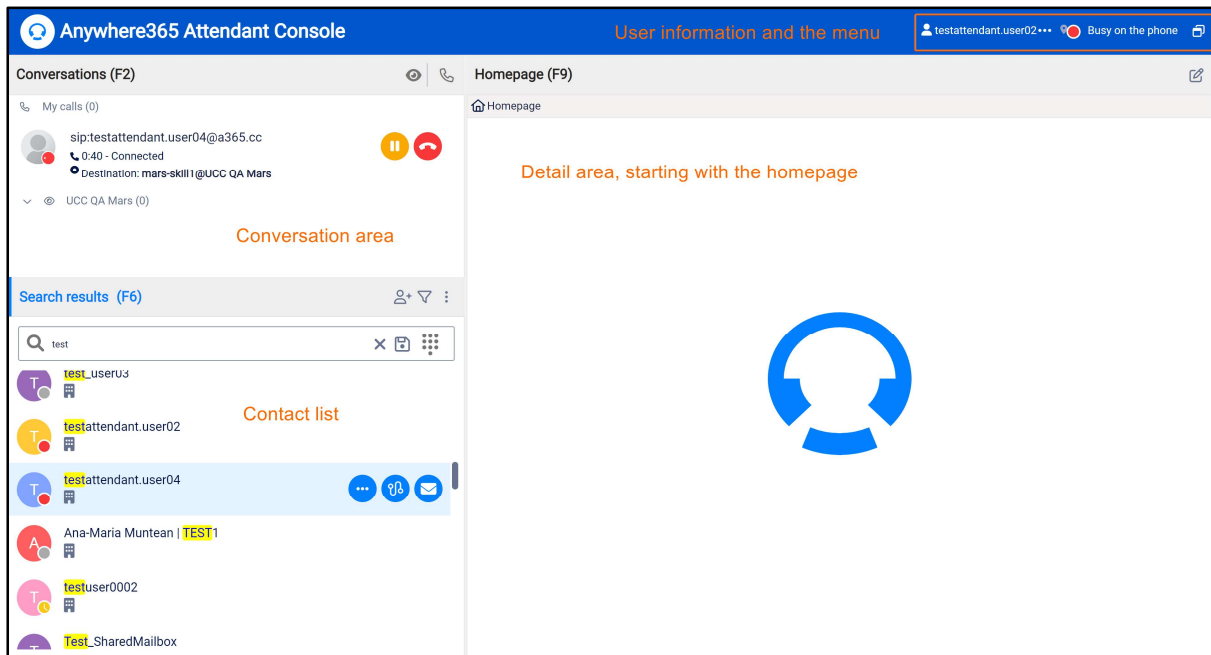 Anywhere365 Attendant Console
User information and the menu
testattendant.user02••• Busy on the phone
Conversations (F2)
Homepage (F9)
My calls (0)
Homepage
sip:testattendant.user04@a365.cc
0:40 - Connected
Destination: mars-skill1@UCC QA Mars
Detail area, starting with the homepage
UCC QA Mars (0)
Conversation area
Search results (F6)
test
T
test_user03
Contact list
T
testattendant.user02
T
testattendant.user04
A
Ana-Maria Muntean | TEST1
T
testuser0002
T
Test_SharedMailbox